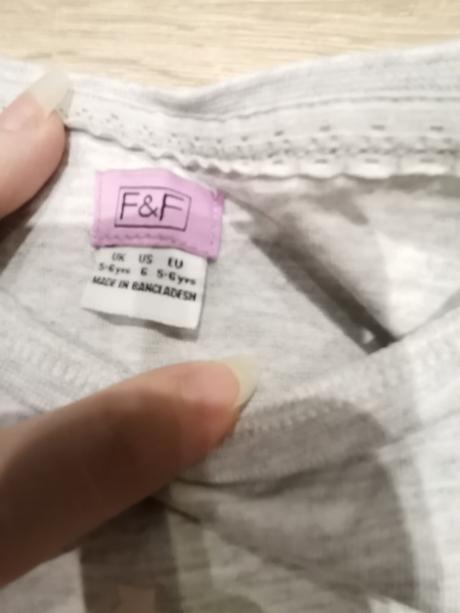 F&F
UK US EU
5-6yrs 6 5-6yrs
MADE IN BANGLADESH